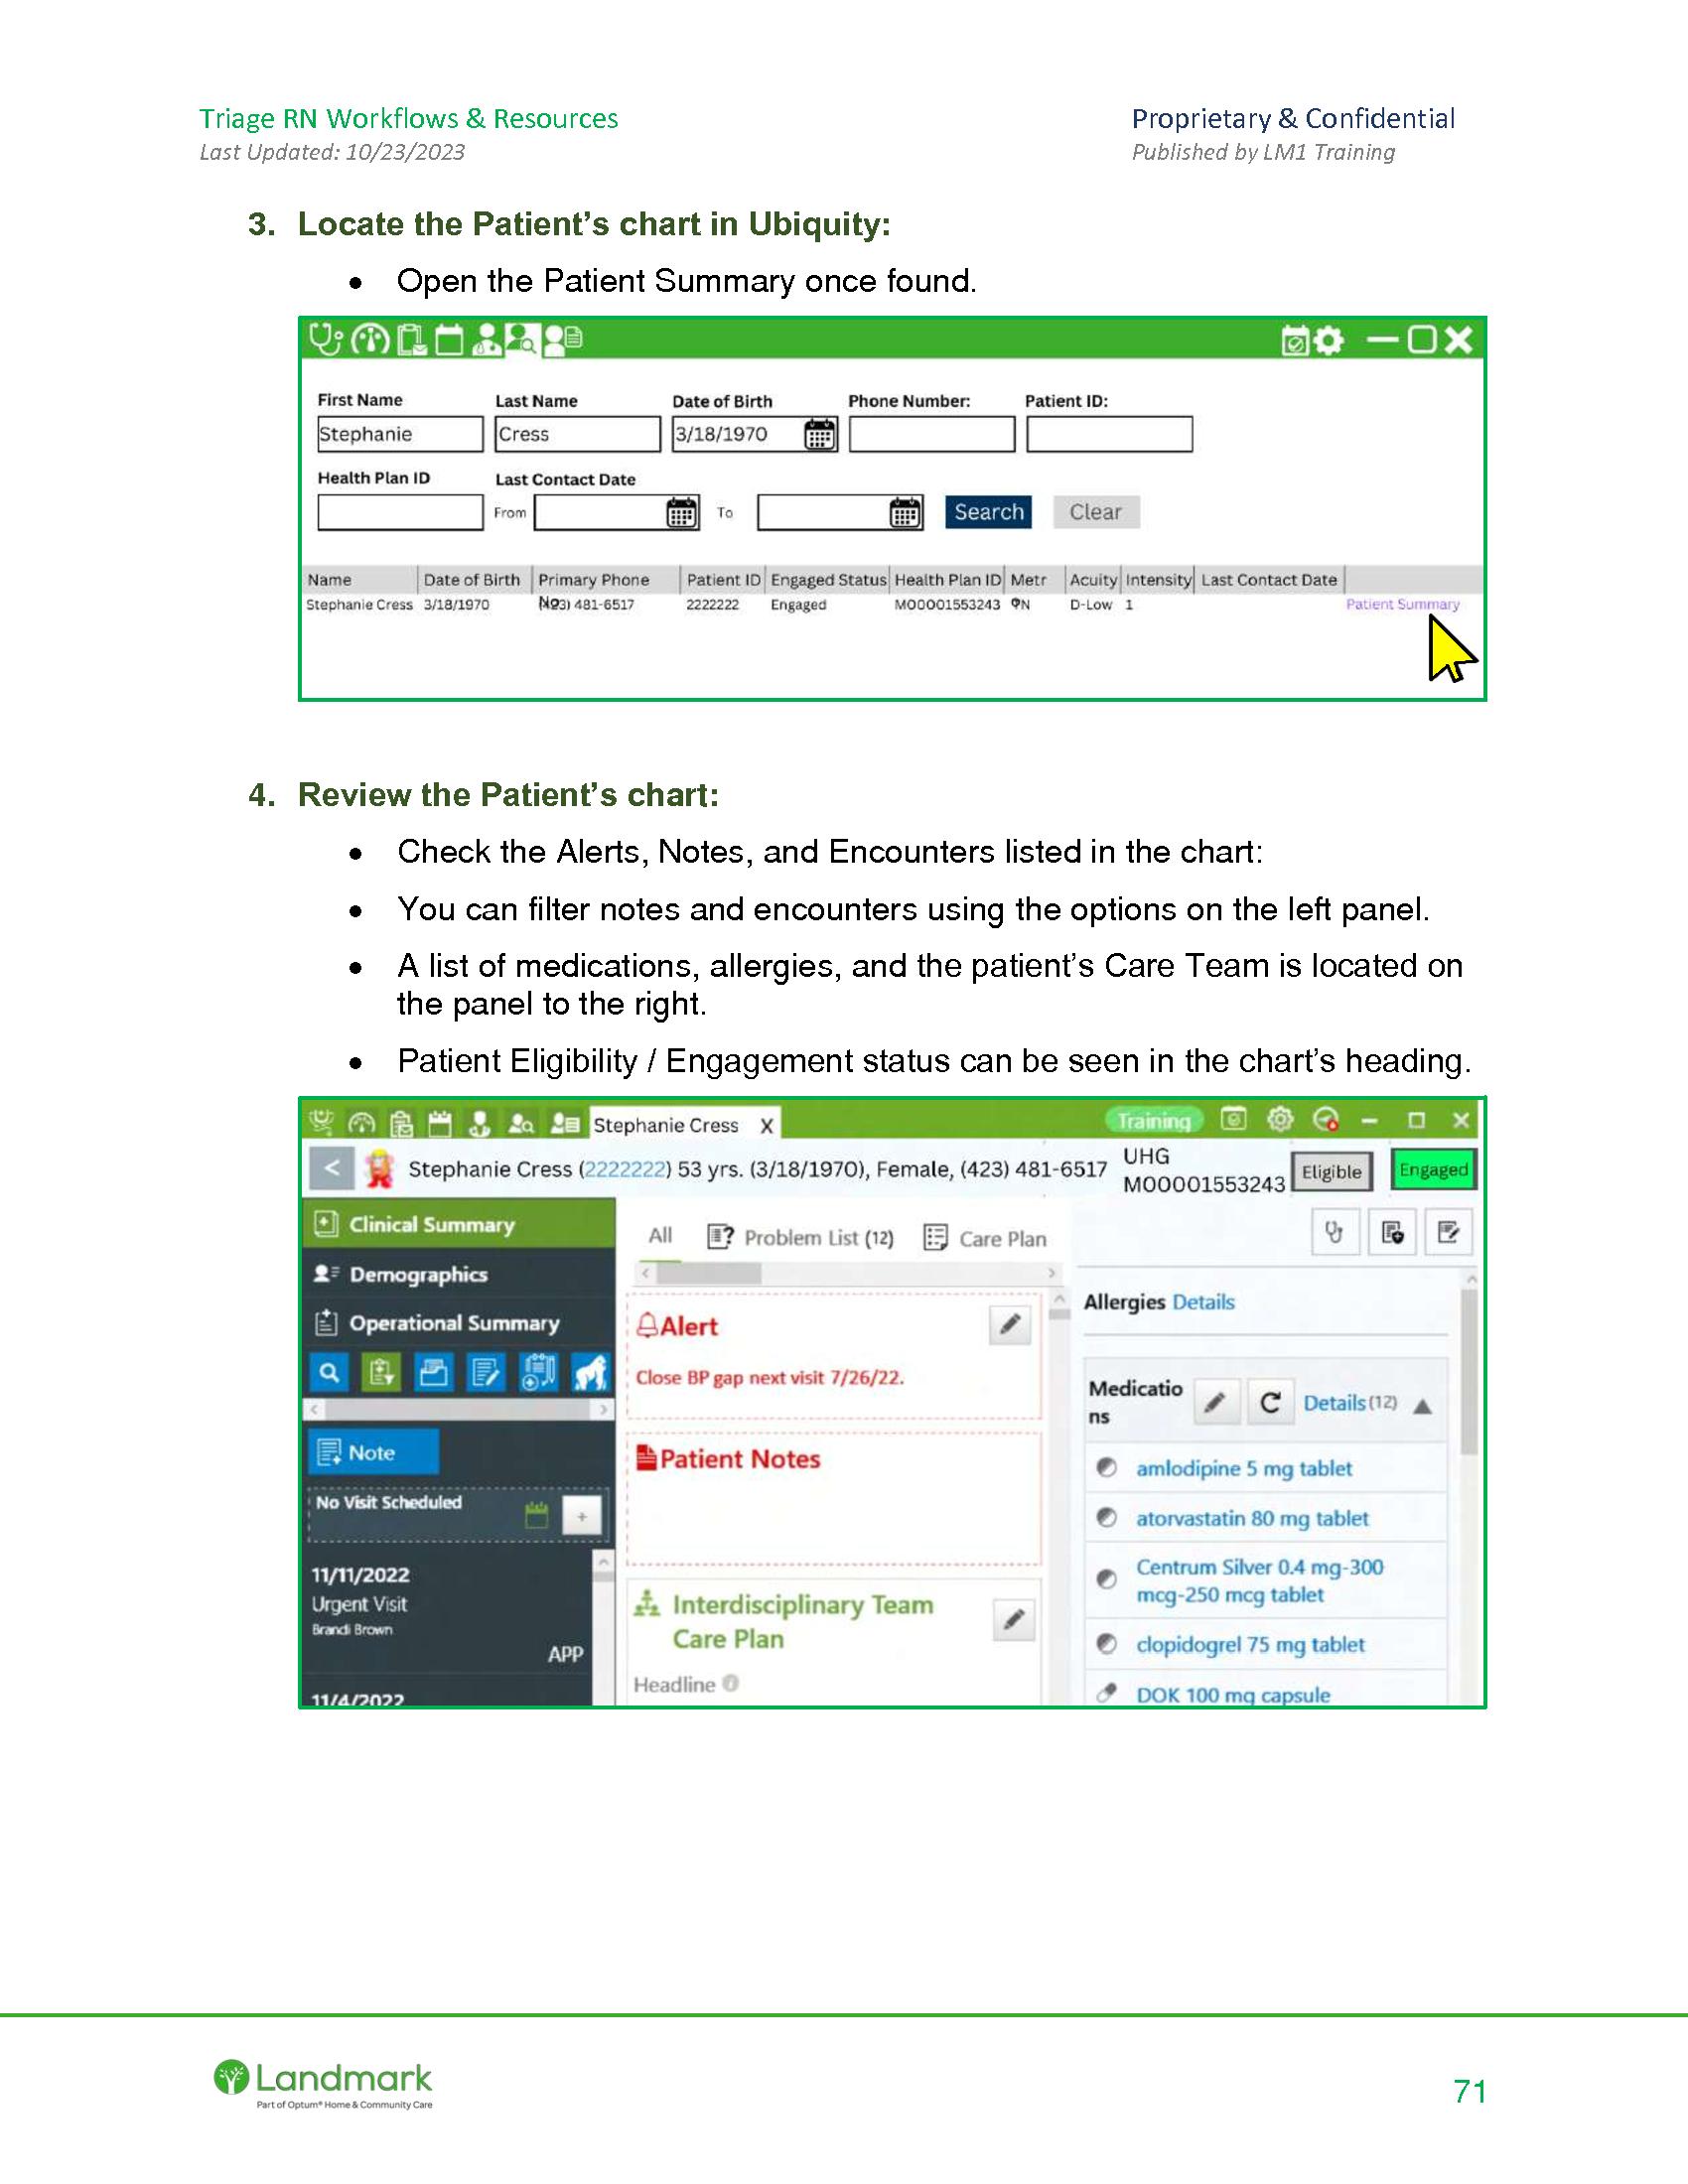 Triage RN Workflows & Resources
Last Updated: 10/23/2023
Proprietary & Confidential
Published by LM1 Training
3. Locate the Patient’s chart in Ubiquity:
• Open the Patient Summary once found.
First Name
Last Name
Date of Birth
Phone Number:
Patient ID:
Stephanie
Cress
3/18/1970
Health Plan ID
Last Contact Date
From
To
Search
Clear
Name Date of Birth Primary Phone Patient ID Engaged Status Health Plan ID Metr Acuity Intensity Last Contact Date
Stephanie Cress 3/18/1970 481-6517 2222222 Engaged M00001553243 D-Low 1 Patient Summary
4. Review the Patient’s chart:
• Check the Alerts, Notes, and Encounters listed in the chart:
• You can filter notes and encounters using the options on the left panel.
• A list of medications, allergies, and the patient’s Care Team is located on
the panel to the right.
• Patient Eligibility / Engagement status can be seen in the chart’s heading.
Stephanie Cress X
Training
< Stephanie Cress (2222222) 53 yrs. (3/18/1970), Female, (423) 481-6517
UHG
M00001553243
Eligible
Engaged
Clinical Summary
Demographics
Operational Summary
Note
No Visit Scheduled
+
11/11/2022
Urgent Visit
Brandi Brown
APP
11/4/2022
All
Problem List (12)
Care Plan
Alert
Close BP gap next visit 7/26/22.
Patient Notes
Interdisciplinary Team
Care Plan
Headline
Allergies Details
Medicatio
ns
Details (12)
amlodipine 5 mg tablet
atorvastatin 80 mg tablet
Centrum Silver 0.4 mg-300
mcg-250 mcg tablet
clopidogrel 75 mg tablet
DOK 100 mg capsule
Landmark
Part of Optum® Home & Community Care
71